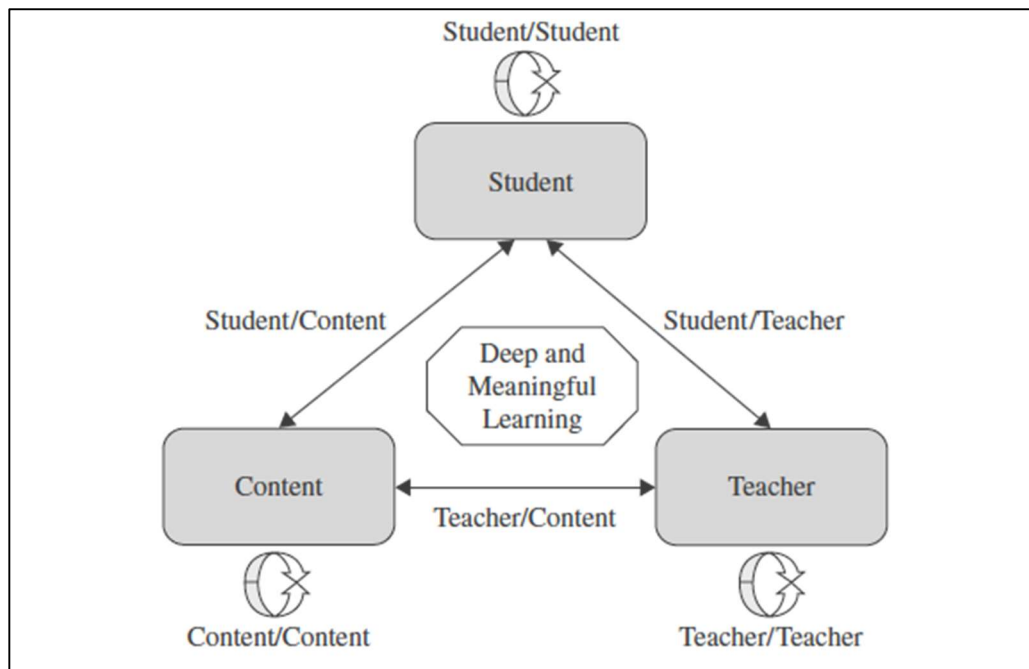 Student/Student
Student
Student/Content
Student/Teacher
Deep and
Meaningful
Learning
Content
Teacher
Teacher/Content
Content/Content
Teacher/Teacher